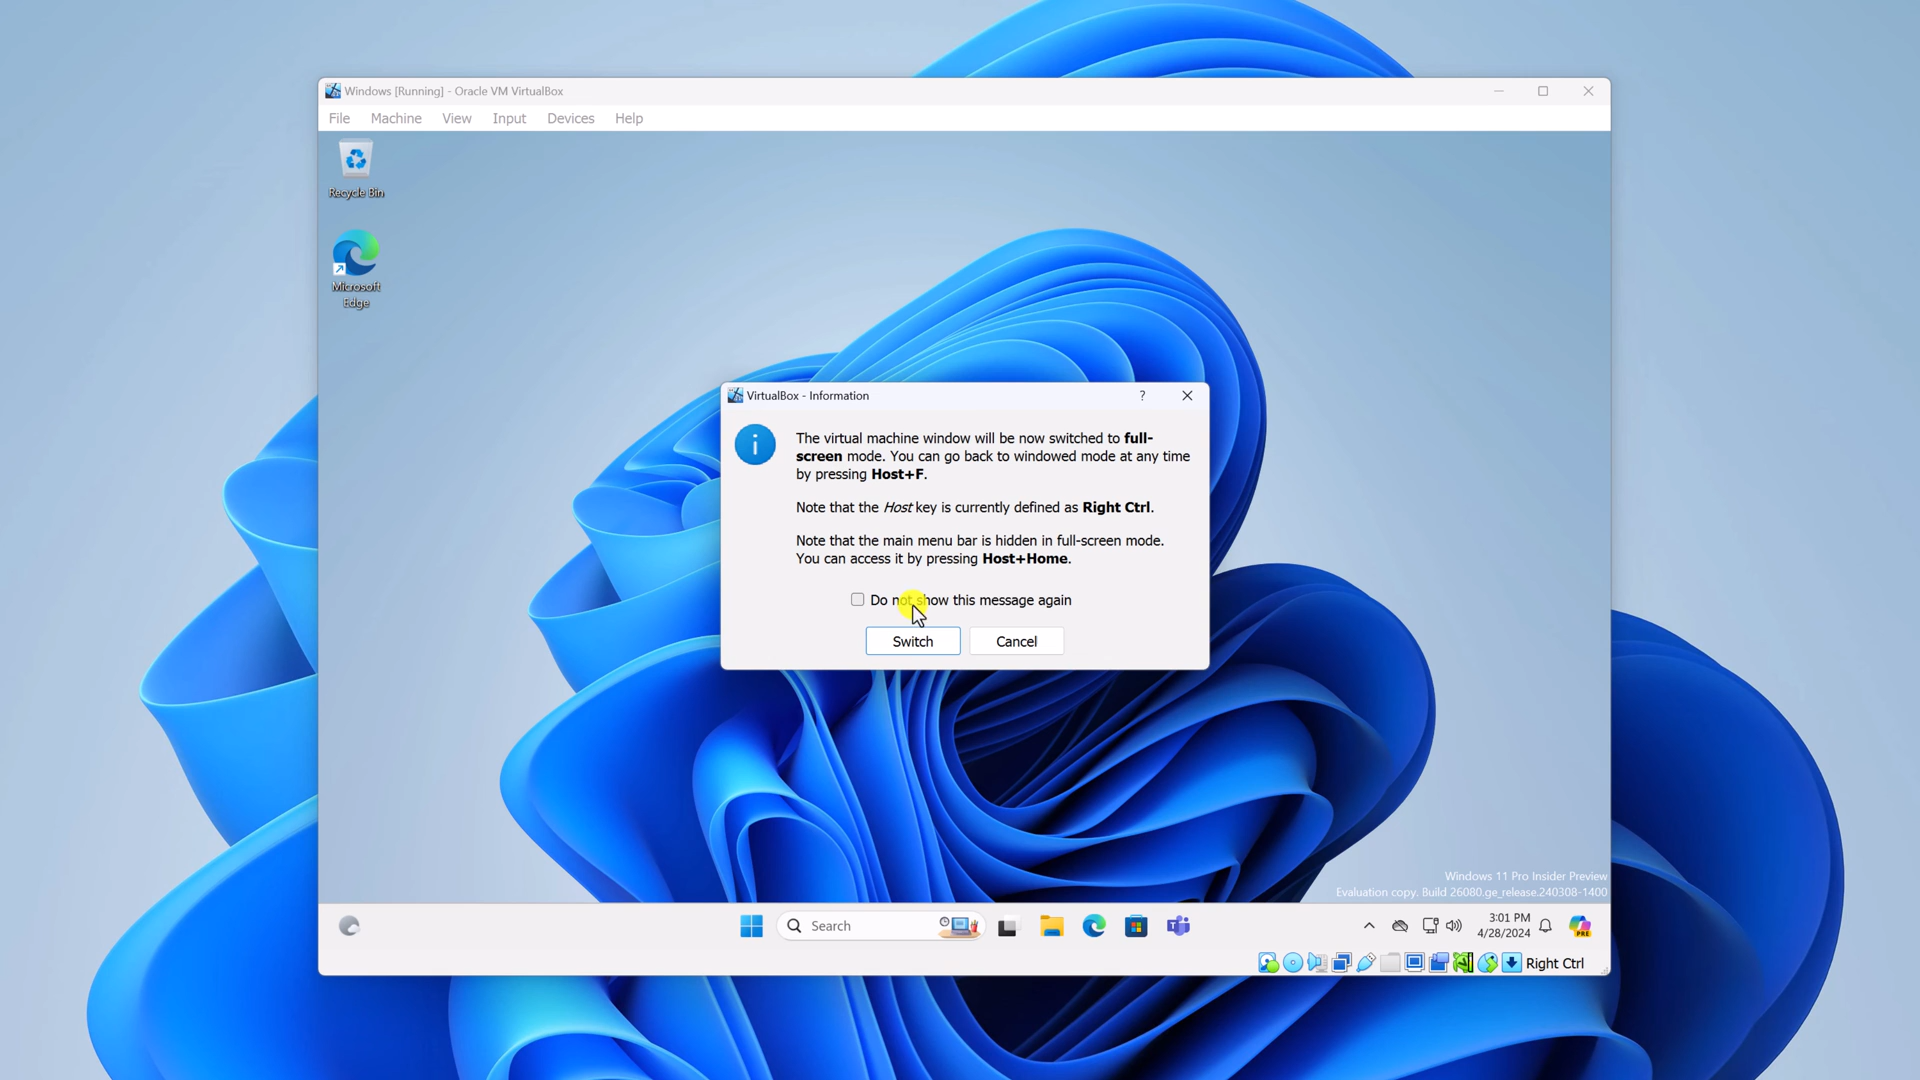 Windows [Running] - Oracle VM VirtualBox
File Machine View Input Devices Help
Recycle Bin
Microsoft
Edge
VirtualBox - Information
?
i
The virtual machine window will be now switched to full-
screen mode. You can go back to windowed mode at any time
by pressing Host+F.
Note that the Host key is currently defined as Right Ctrl.
Note that the main menu bar is hidden in full-screen mode.
You can access it by pressing Host+Home.
Do not show this message again
Switch Cancel
Windows 11 Pro Insider Preview
Evaluation copy. Build 26080.ge_release.240308-1400
Search
3:01 PM
4/28/2024
PRE
Right Ctrl